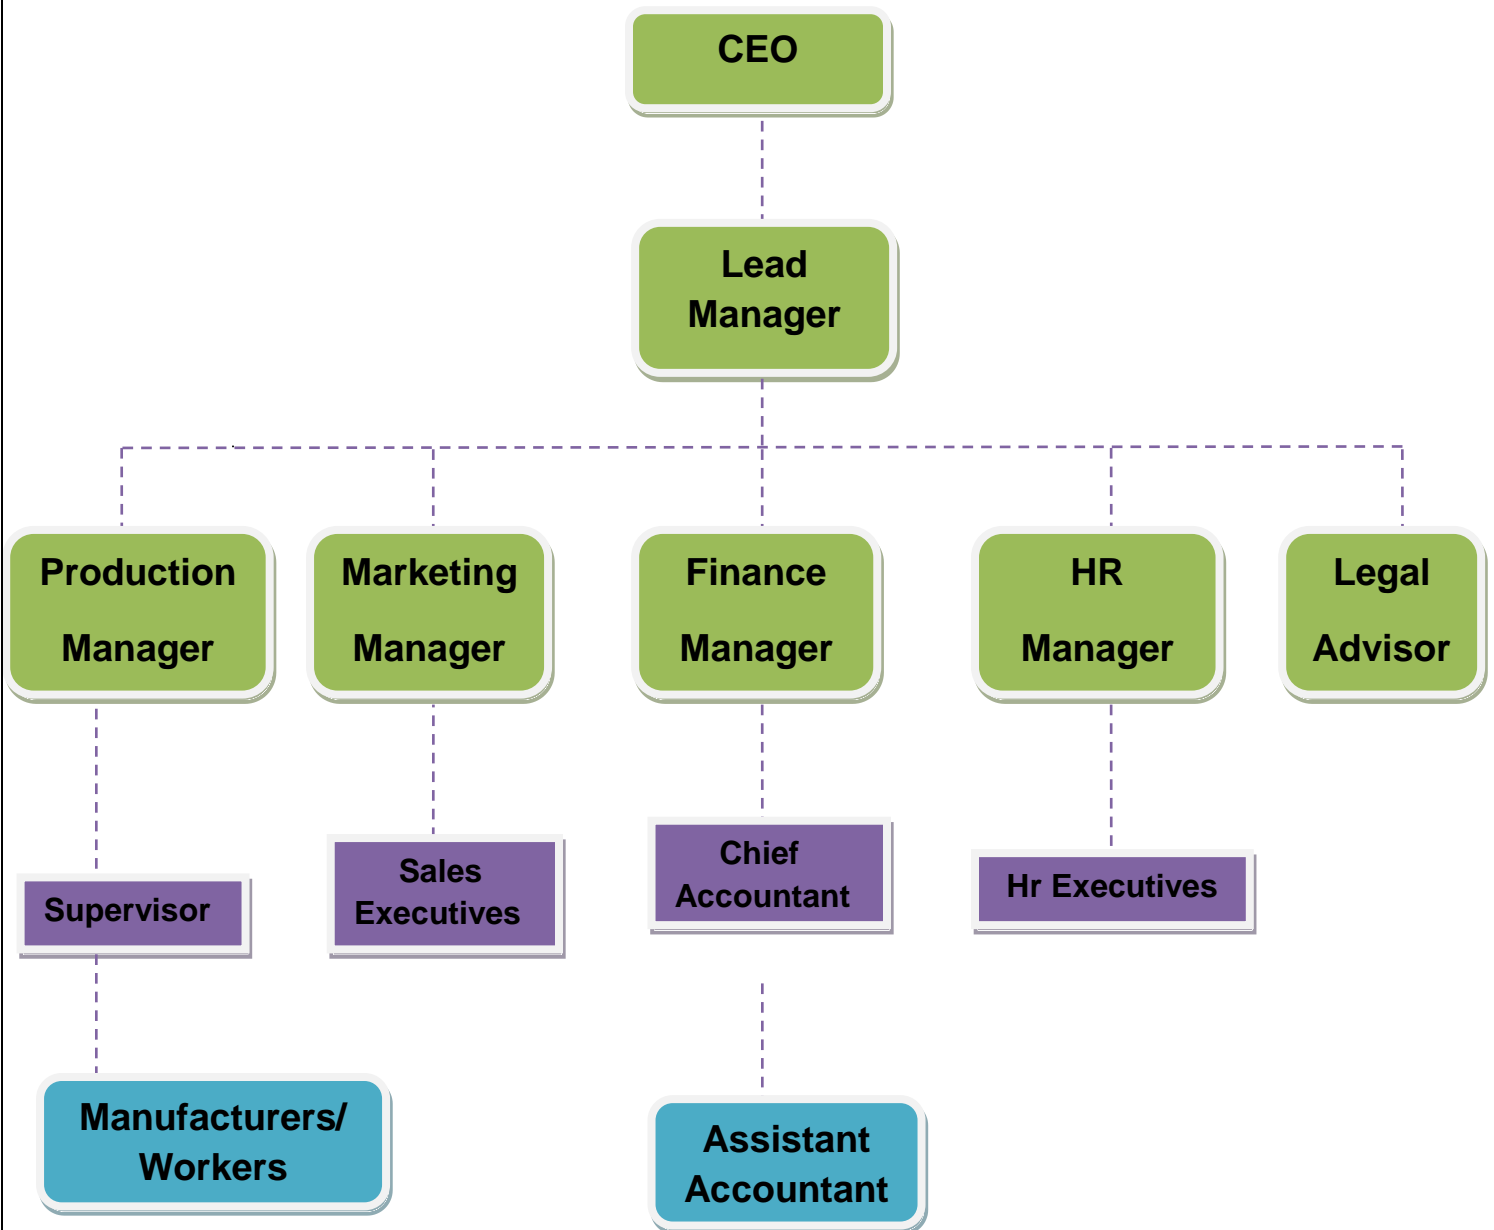 CEO
Lead
Manager
Production
Manager
Marketing
Manager
Finance
Manager
HR
Manager
Legal
Advisor
Supervisor
Sales
Executives
Chief
Accountant
Hr Executives
Manufacturers/
Workers
Assistant
Accountant